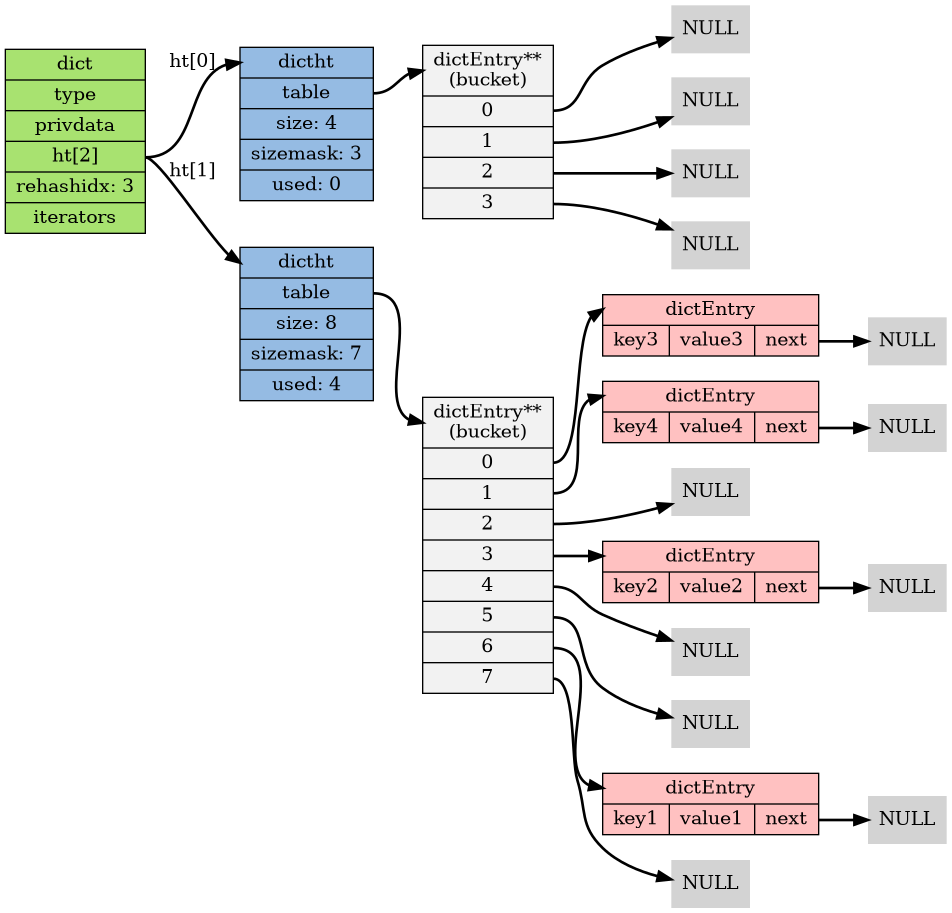 dict
type
privdata
ht[2]
rehashidx: 3
iterators
ht[0]
ht[1]
dictht
table
size: 4
sizemask: 3
used: 0
dictEntry**
(bucket)
0
1
2
3
NULL
NULL
NULL
NULL
dictht
table
size: 8
sizemask: 7
used: 4
dictEntry**
(bucket)
0
1
2
3
4
5
6
7
dictEntry
key3 value3 next
NULL
dictEntry
key4 value4 next
NULL
NULL
dictEntry
key2 value2 next
NULL
NULL
NULL
dictEntry
key1 value1 next
NULL
NULL